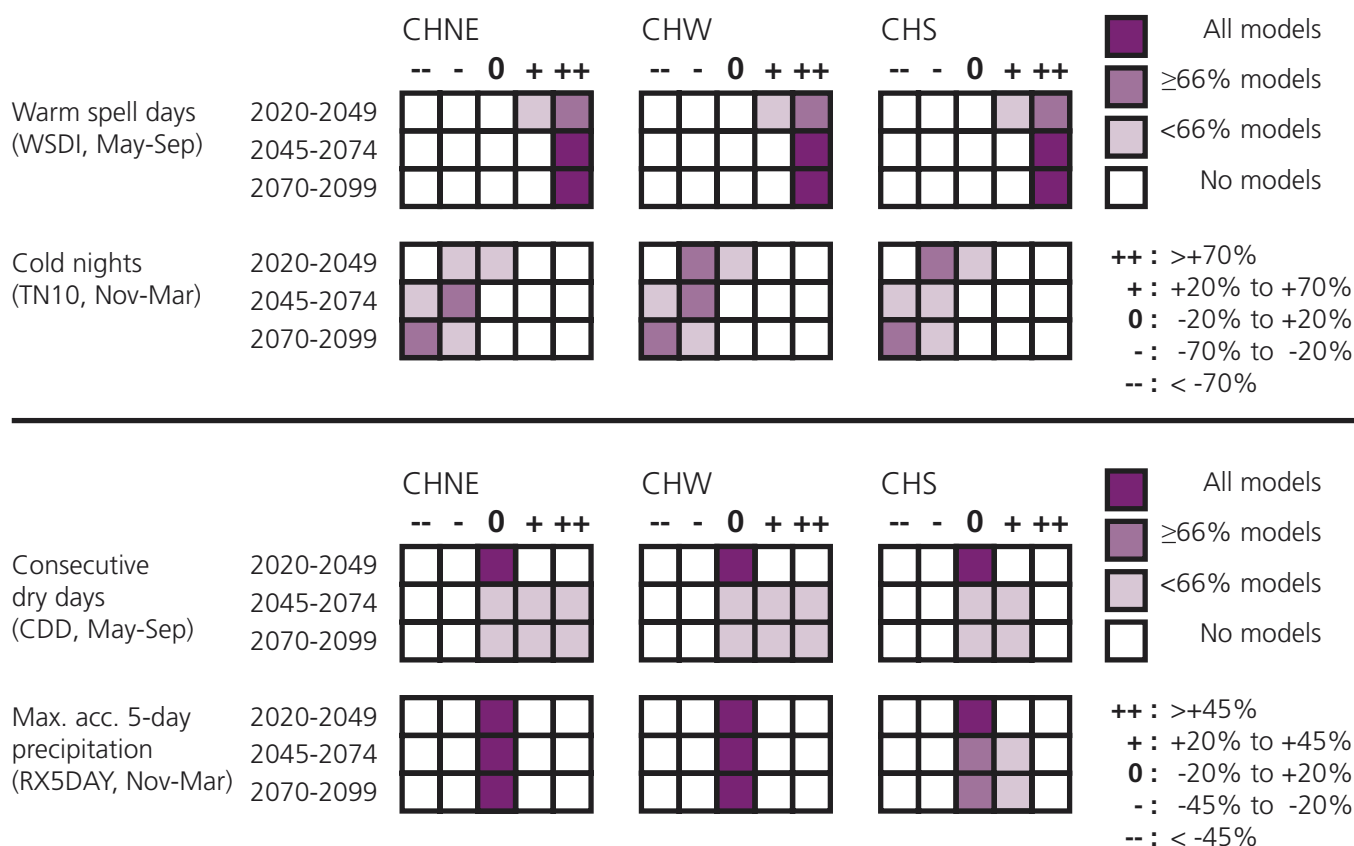 CHNE CHW CHS
-- - 0 + ++ -- - 0 + ++ -- - 0 + ++
All models
≥66% models
<66% models
No models
Warm spell days
(WSDI, May-Sep)
2020-2049
2045-2074
2070-2099
Cold nights
(TN10, Nov-Mar)
2020-2049
2045-2074
2070-2099
++ : >+70%
+ : +20% to +70%
0 : -20% to +20%
- : -70% to -20%
-- : < -70%
CHNE CHW CHS
-- - 0 + ++ -- - 0 + ++ -- - 0 + ++
All models
≥66% models
<66% models
No models
Consecutive
dry days
(CDD, May-Sep)
2020-2049
2045-2074
2070-2099
Max. acc. 5-day
precipitation
(RX5DAY, Nov-Mar)
2020-2049
2045-2074
2070-2099
++ : >+45%
+ : +20% to +45%
0 : -20% to +20%
- : -45% to -20%
-- : < -45%